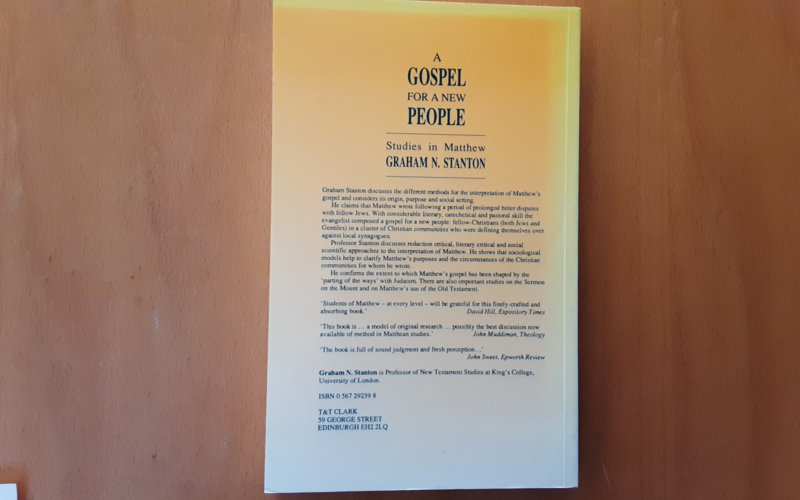 A
GOSPEL
FOR A NEW
PEOPLE
Studies in Matthew
GRAHAM N. STANTON
Graham Stanton discusses the different methods for the interpretation of Matthew's
gospel and considers its origin, purpose and social setting.
He claims that Matthew wrote following a period of prolonged bitter disputes
with fellow Jews. With considerable literary, catechetical and pastoral skill the
evangelist composed a gospel for a new people: fellow-Christians (both Jews and
Gentiles) in a cluster of Christian communities who were defining themselves over
against local synagogues.
Professor Stanton discusses redaction critical, literary critical and social
scientific approaches to the interpretation of Matthew. He shows that sociological
models help to clarify Matthew's purposes and the circumstances of the Christian
communities for whom he wrote.
He confirms the extent to which Matthew's gospel has been shaped by the
'parting of the ways' with Judaism. There are also important studies on the Sermon
on the Mount and on Matthew's use of the Old Testament.
'Students of Matthew – at every level – will be grateful for this finely-crafted and
absorbing book.' David Hill, Expository Times
'This book is ... a model of original research ... possibly the best discussion now
available of method in Matthean studies.' John Muddiman, Theology
'The book is full of sound judgment and fresh perception...'
John Sweet, Epworth Review
Graham N. Stanton is Professor of New Testament Studies at King's College,
University of London.
ISBN 0 567 29239 8
T&T CLARK
59 GEORGE STREET
EDINBURGH EH2 2LQ